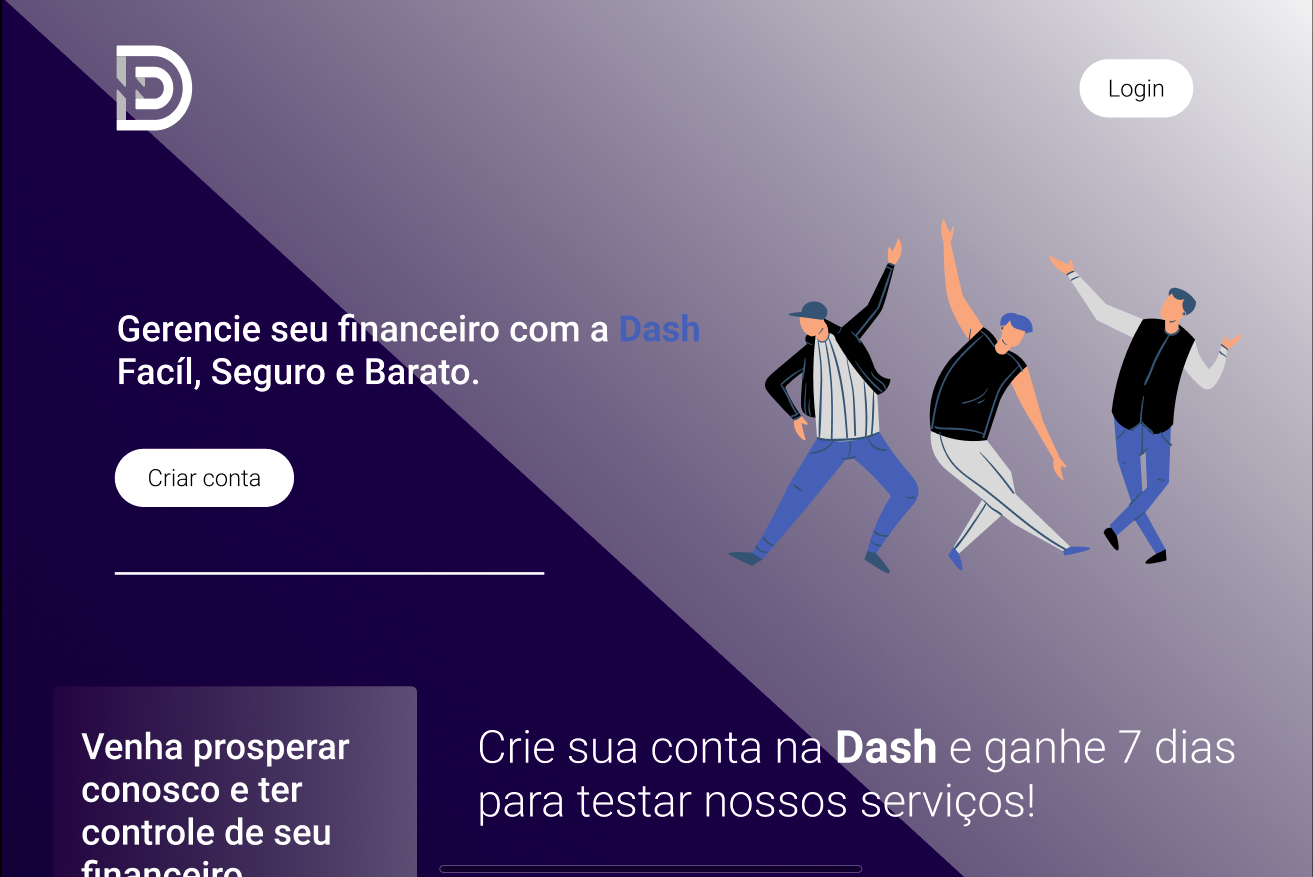 Login
Gerencie seu financeiro com a Dash
Facíl, Seguro e Barato.
Criar conta
Venha prosperar
conosco e ter
controle de seu
financeiro
Crie sua conta na Dash e ganhe 7 dias
para testar nossos serviços!